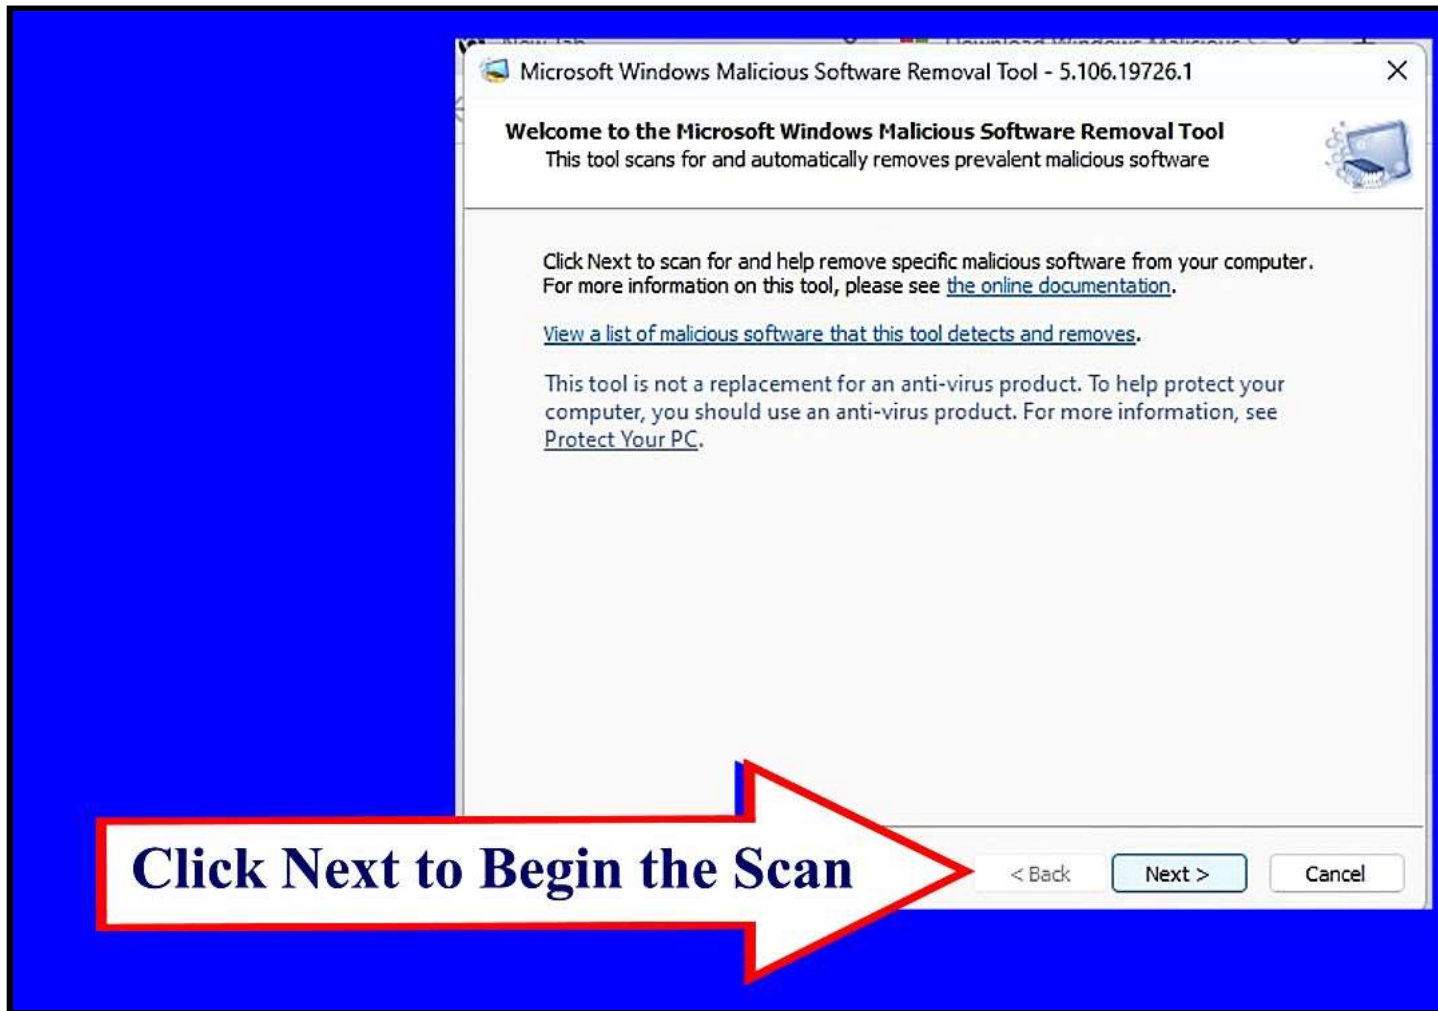 New Tab
Download Windows Malicious
Microsoft Windows Malicious Software Removal Tool - 5.106.19726.1
Welcome to the Microsoft Windows Malicious Software Removal Tool
This tool scans for and automatically removes prevalent malicious software
Click Next to scan for and help remove specific malicious software from your computer.
For more information on this tool, please see the online documentation.
View a list of malicious software that this tool detects and removes.
This tool is not a replacement for an anti-virus product. To help protect your
computer, you should use an anti-virus product. For more information, see
Protect Your PC.
Click Next to Begin the Scan
< Back Next > Cancel